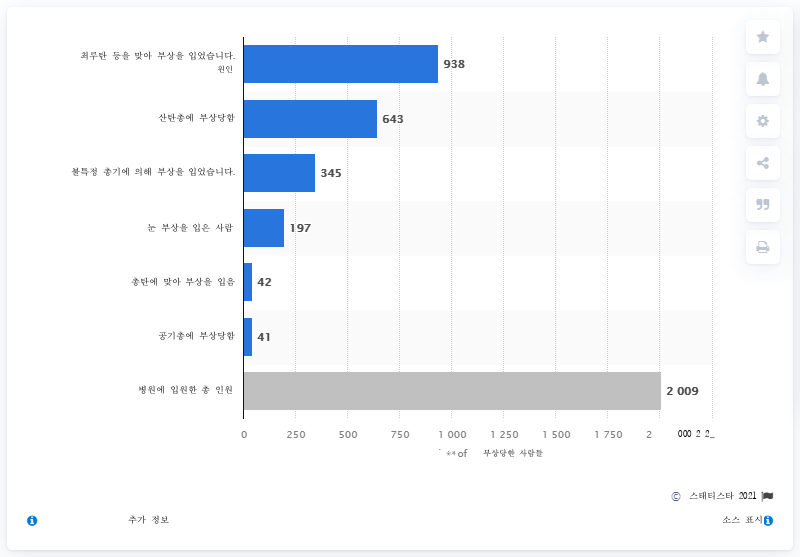 최루탄 등을 맞아 부상을 입었습니다.
원인
938
산탄총에 부상당함
643
불특정 총기에 의해 부상을 입었습니다.
345
눈 부상을 입은 사람
197
총탄에 맞아 부상을 입음
42
공기총에 부상당함
41
병원에 입원한 총 인원
2 009
0 250 500 750 1 000 1 250 1 500 1 750 2 000 2 2_
of 부상당한 사람들
© 스태티스타 2021
추가 정보 소스 표시